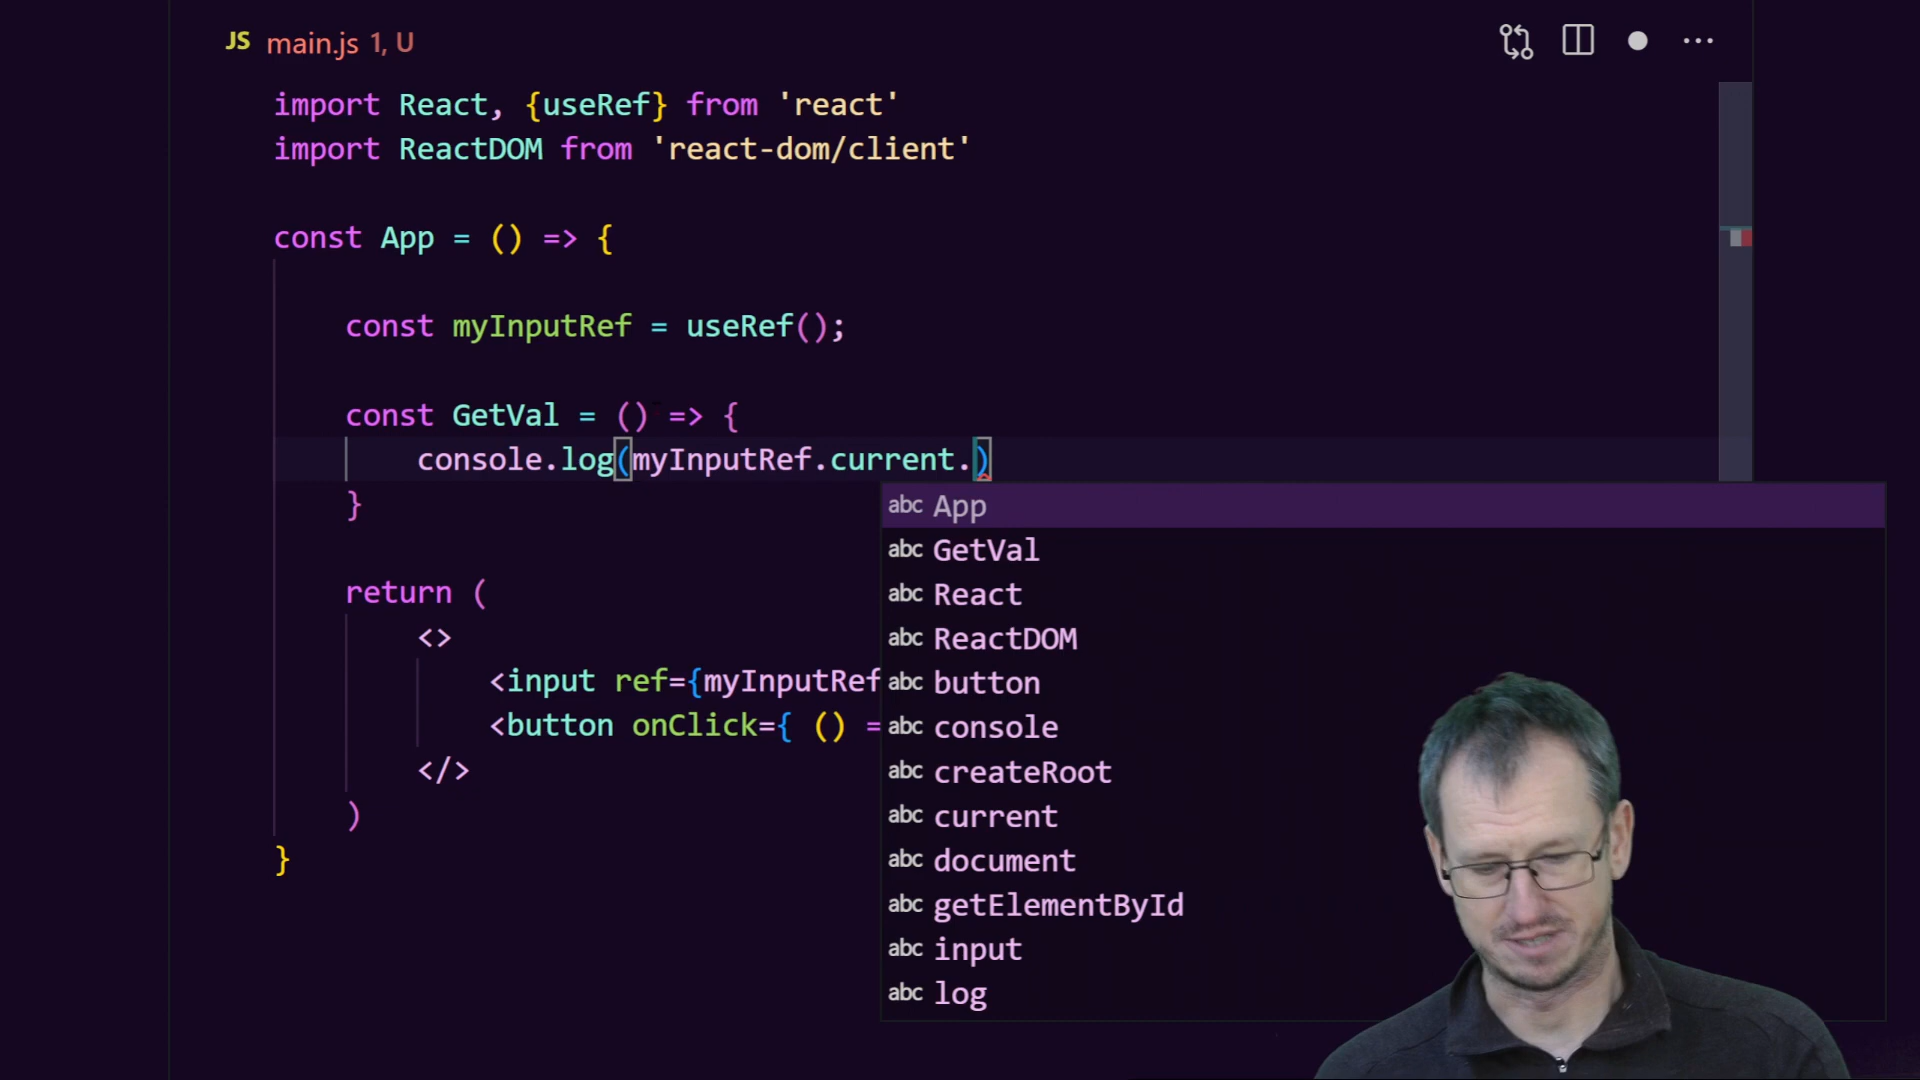 JS main.js 1, U
import React, {useRef} from 'react'
import ReactDOM from 'react-dom/client'
const App = () => {
const myInputRef = useRef();
const GetVal = () => {
console.log(myInputRef.current.)
}
return (
<>
<input ref={myInputRef
<button onClick={ () =
</>
)
}
abc App
abc GetVal
abc React
abc ReactDOM
abc button
abc console
abc createRoot
abc current
abc document
abc getElementById
abc input
abc log